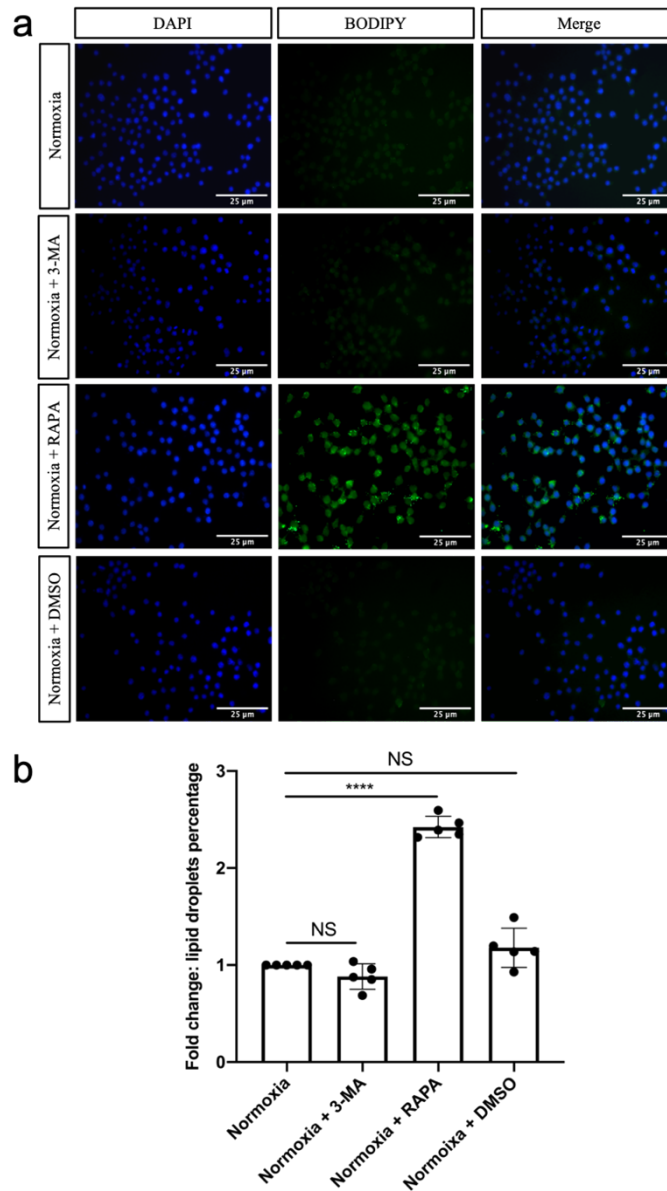 a
DAPI BODIPY Merge
Normoxia
25 μm 25 μm 25 μm
Normoxia + 3-MA
25 μm 25 μm 25 μm
Normoxia + RAPA
25 μm 25 μm 25 μm
Normoxia + DMSO
25 μm 25 μm 25 μm
b
Fold change: lipid droplets percentage
3
2
1
0
NS
****
NS
Normoxia
Normoxia + 3-MA
Normoxia + RAPA
Normoixa + DMSO